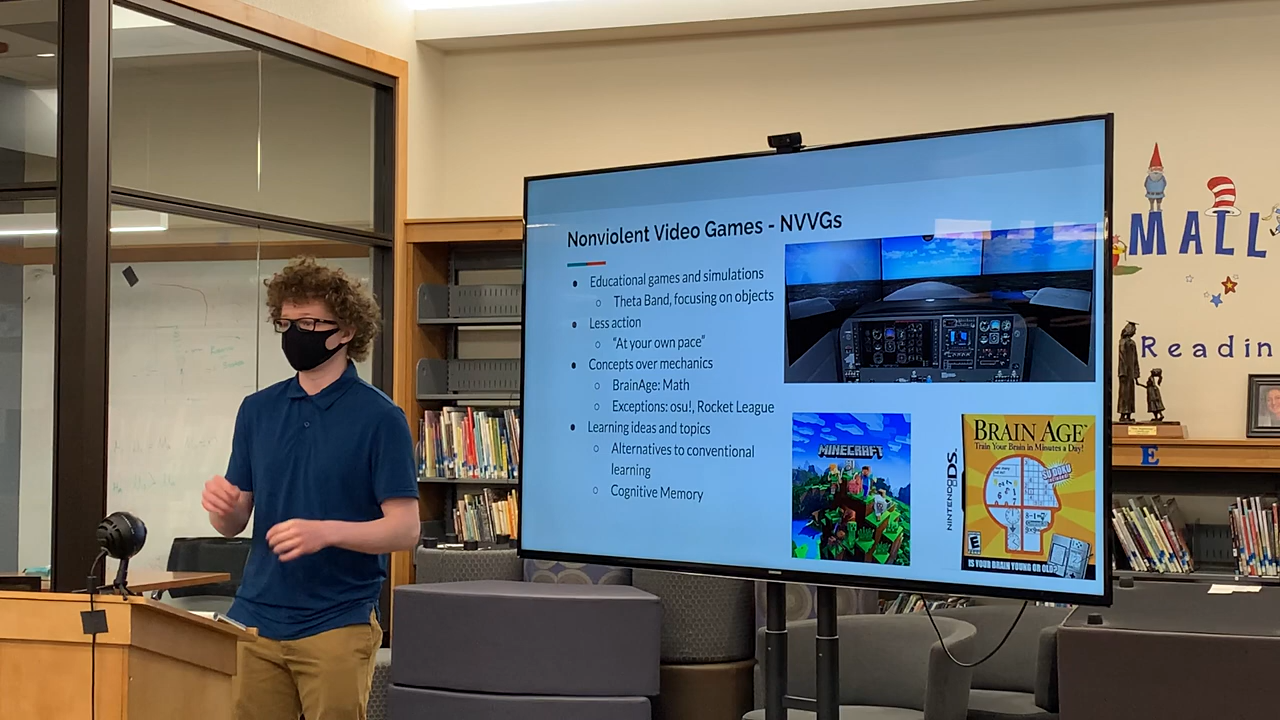 Nonviolent Video Games - NVVGs
Educational games and simulations
Theta Band, focusing on objects
Less action
“At your own pace”
Concepts over mechanics
BrainAge: Math
Exceptions: osu!, Rocket League
Learning ideas and topics
Alternatives to conventional
learning
Cognitive Memory
MINECRAFT
NINTENDO DS
BRAIN AGE
Train Your Brain in Minutes a Day!
SUDOKU
IS YOUR BRAIN YOUNG OR OLD?
E
SAMSUNG
MALL
Readin
E